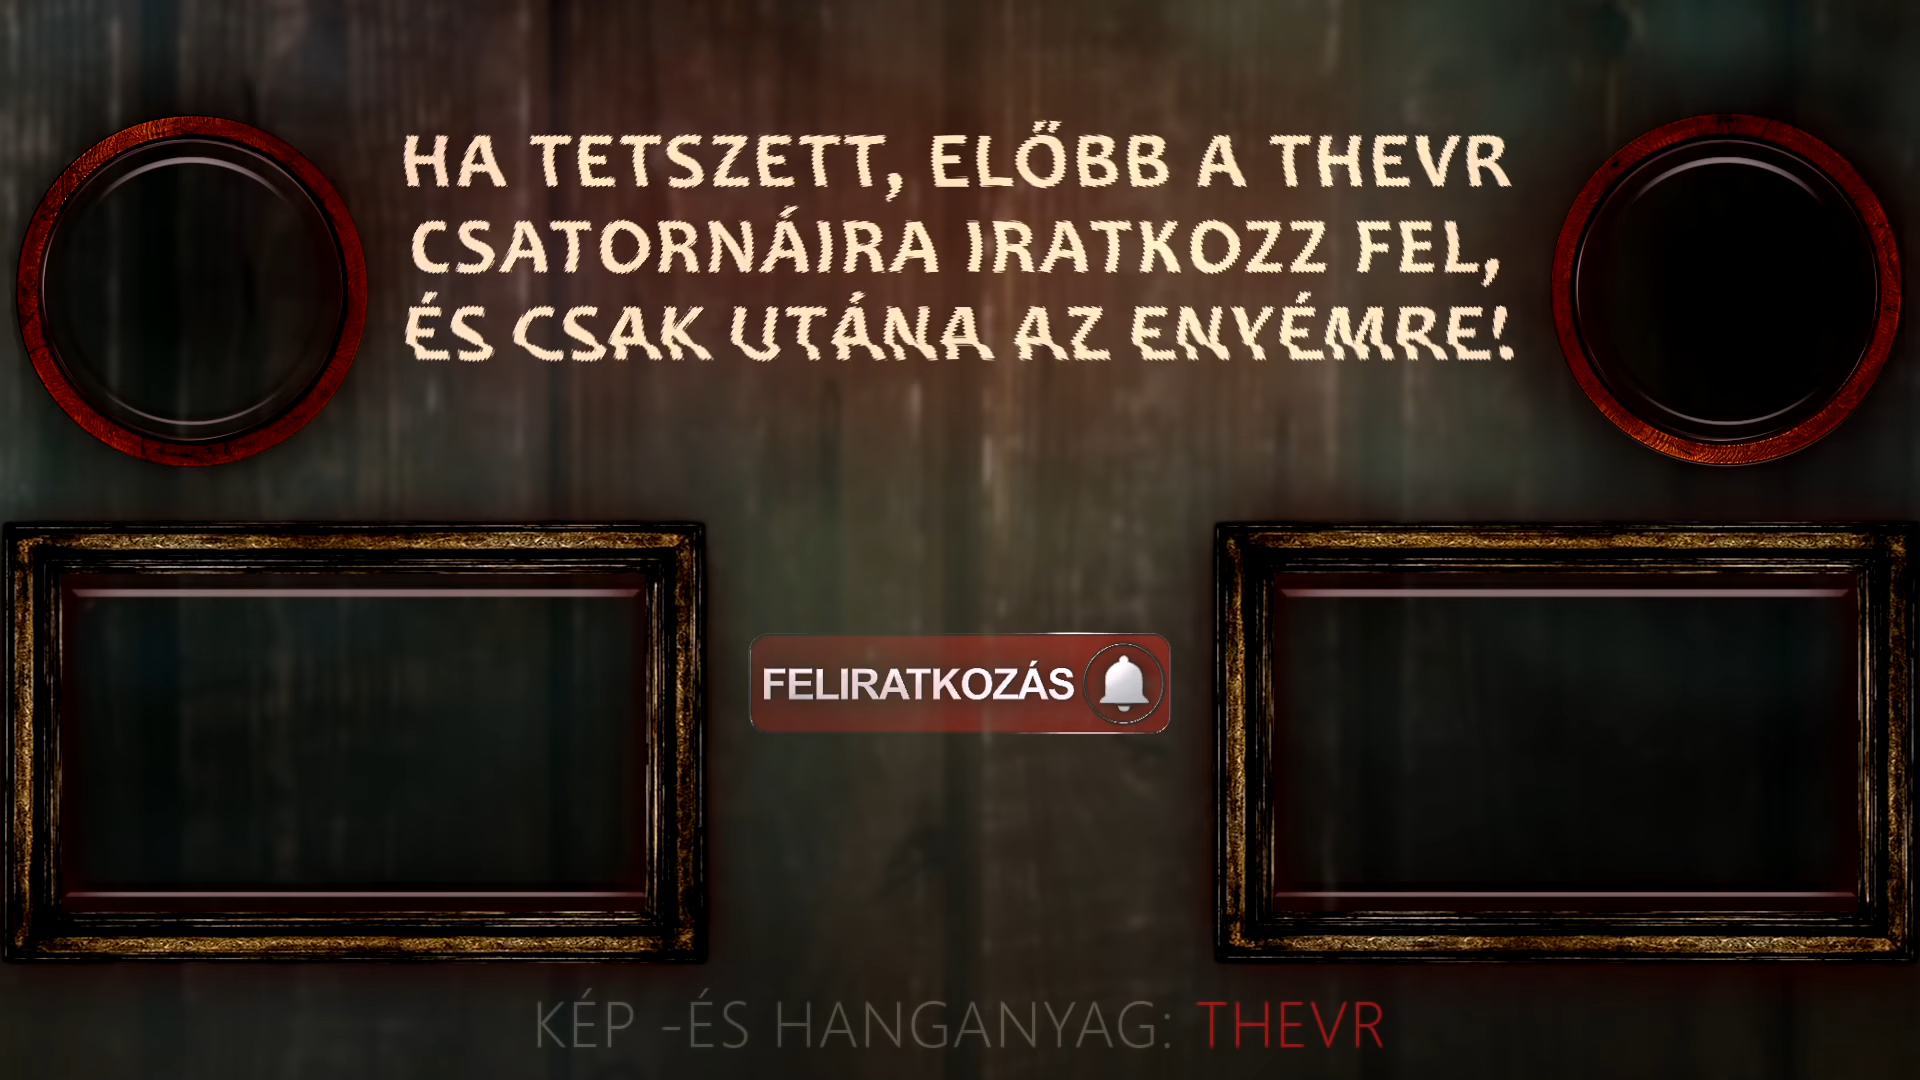 HA TETSZETT, ELŐBB A THEVR
CSATORNÁIRA IRATKOZZ FEL,
ÉS CSAK UTÁNA AZ ENYÉMRE!
FELIRATKOZÁS
KÉP -ÉS HANGANYAG: THEVR